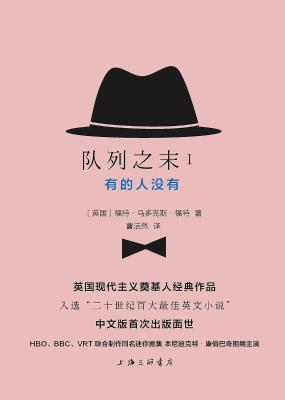 队列之末 I
有的人没有
〔英国〕福特·马多克斯·福特 著
曹洁然 译
英国现代主义奠基人经典作品
入选“二十世纪百大最佳英文小说”
中文版首次出版面世
HBO、BBC、VRT 联合制作同名迷你剧集 本尼迪克特·康伯巴奇担纲主演
上海三联书店